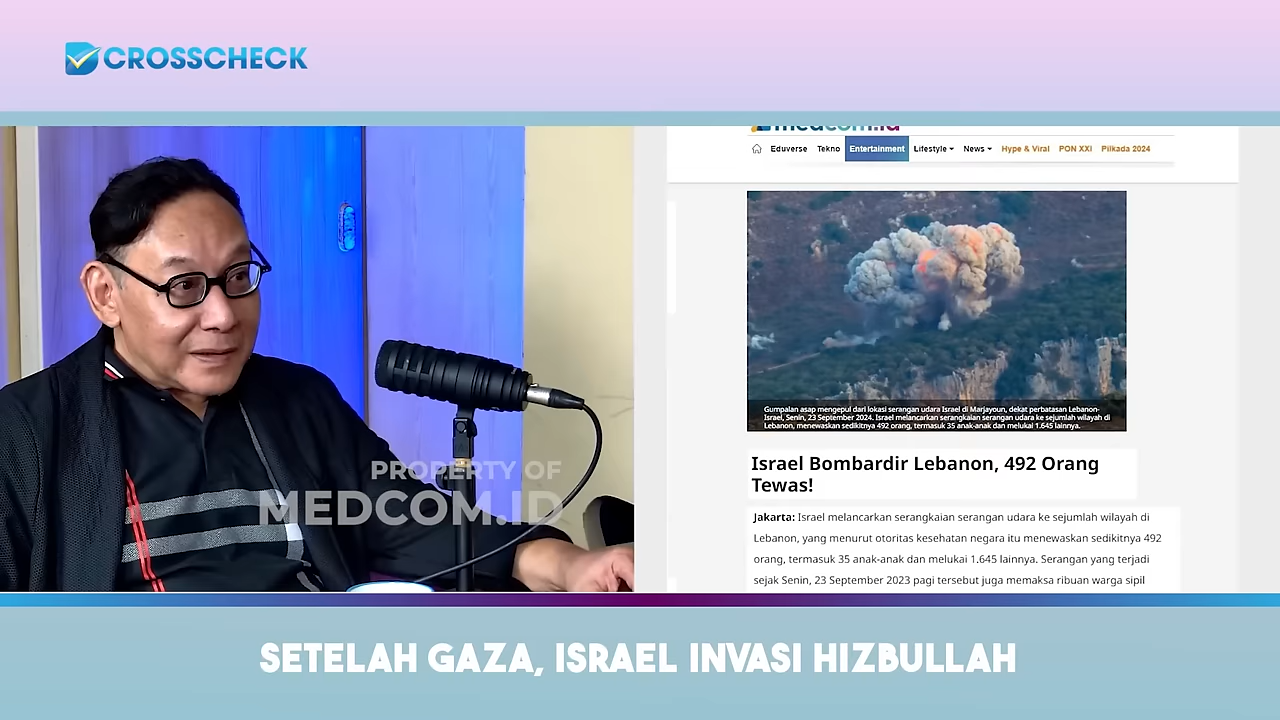 CROSSCHECK
medcom.id
Eduverse Tekno Entertainment Lifestyle News Hype & Viral PON XXI Pilkada 2024
Gumpalan asap mengepul dari lokasi serangan udara Israel di Marjayoun, dekat perbatasan Lebanon-
Israel, Senin, 23 September 2024. Israel melancarkan serangkaian serangan udara ke sejumlah wilayah di
Lebanon, menewaskan sedikitnya 492 orang, termasuk 35 anak-anak dan melukai 1.645 lainnya.
Israel Bombardir Lebanon, 492 Orang
Tewas!
Jakarta: Israel melancarkan serangkaian serangan udara ke sejumlah wilayah di
Lebanon, yang menurut otoritas kesehatan negara itu menewaskan sedikitnya 492
orang, termasuk 35 anak-anak dan melukai 1.645 lainnya. Serangan yang terjadi
sejak Senin, 23 September 2023 pagi tersebut juga memaksa ribuan warga sipil
PROPERTY OF
MEDCOM.ID
SETELAH GAZA, ISRAEL INVASI HIZBULLAH